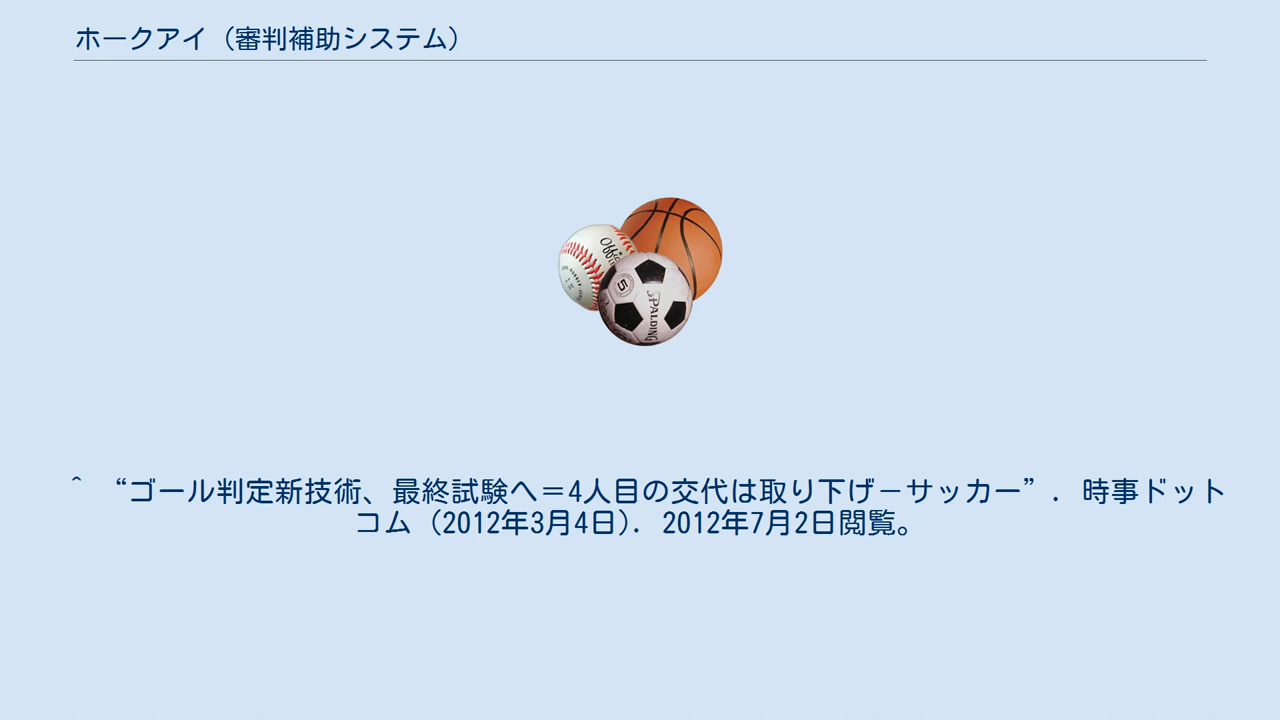 ホークアイ（審判補助システム）
Offi
5
SPALDING
^ “ゴール判定新技術、最終試験へ＝4人目の交代は取り下げ－サッカー”. 時事ドット
コム (2012年3月4日). 2012年7月2日閲覧。